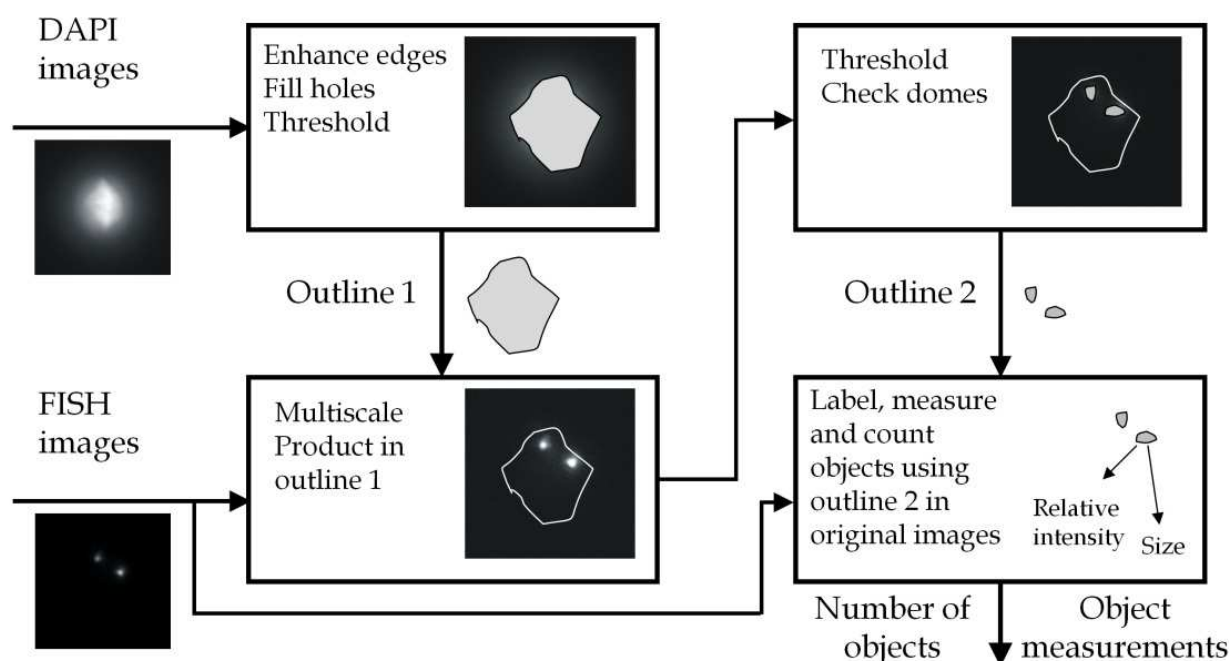 DAPI
images
Enhance edges
Fill holes
Threshold
Threshold
Check domes
Outline 1
Outline 2
FISH
images
Multiscale
Product in
outline 1
Label, measure
and count
objects using
outline 2 in
original images
Relative
intensity
Size
Number of
objects
Object
measurements